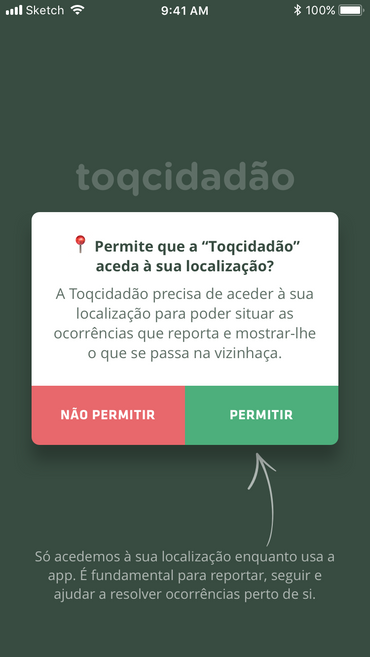 Sketch 9:41 AM 100%
toqcidadão
Permite que a “Toqcidadão”
aceda à sua localização?
A Toqcidadão precisa de aceder à sua
localização para poder situar as
ocorrências que reporta e mostrar-lhe
o que se passa na vizinhaça.
NÃO PERMITIR PERMITIR
Só acedemos à sua localização enquanto usa a
app. É fundamental para reportar, seguir e
ajudar a resolver ocorrências perto de si.